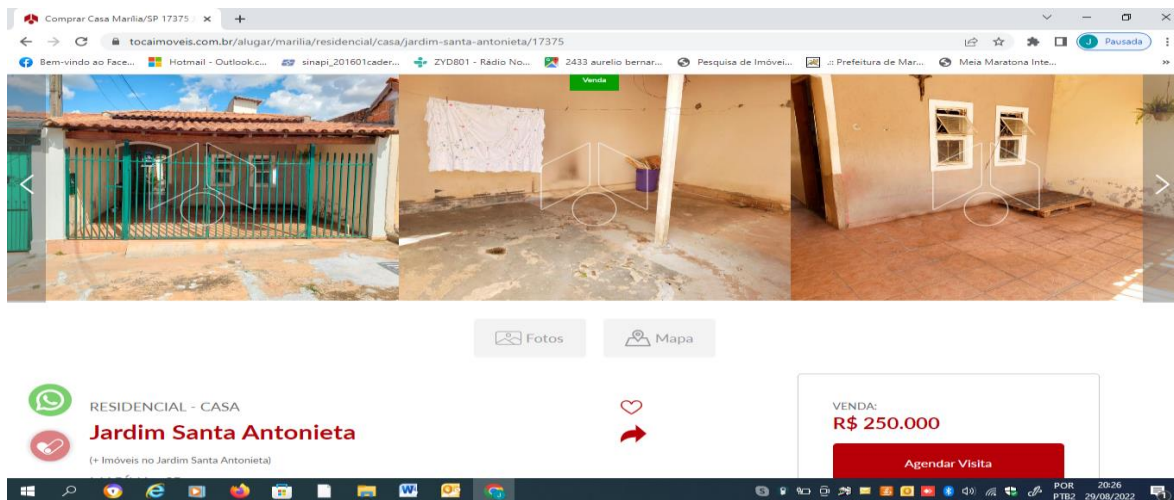 Comprar Casa Marília/SP 17375
tocaimoveis.com.br/alugar/marilia/residencial/casa/jardim-santa-antonieta/17375
Pausada
Bem-vindo ao Face... Hotmail - Outlook.c... sinapi_201601cader... ZYD801 - Rádio No... 2433 aurelio bernar... Pesquisa de Imóvei... .: Prefeitura de Mar... Meia Maratona Inte...
Venda
Fotos Mapa
RESIDENCIAL - CASA
Jardim Santa Antonieta
(+ Imóveis no Jardim Santa Antonieta)
VENDA:
R$ 250.000
Agendar Visita
POR 20:26
PTB2 29/08/2022